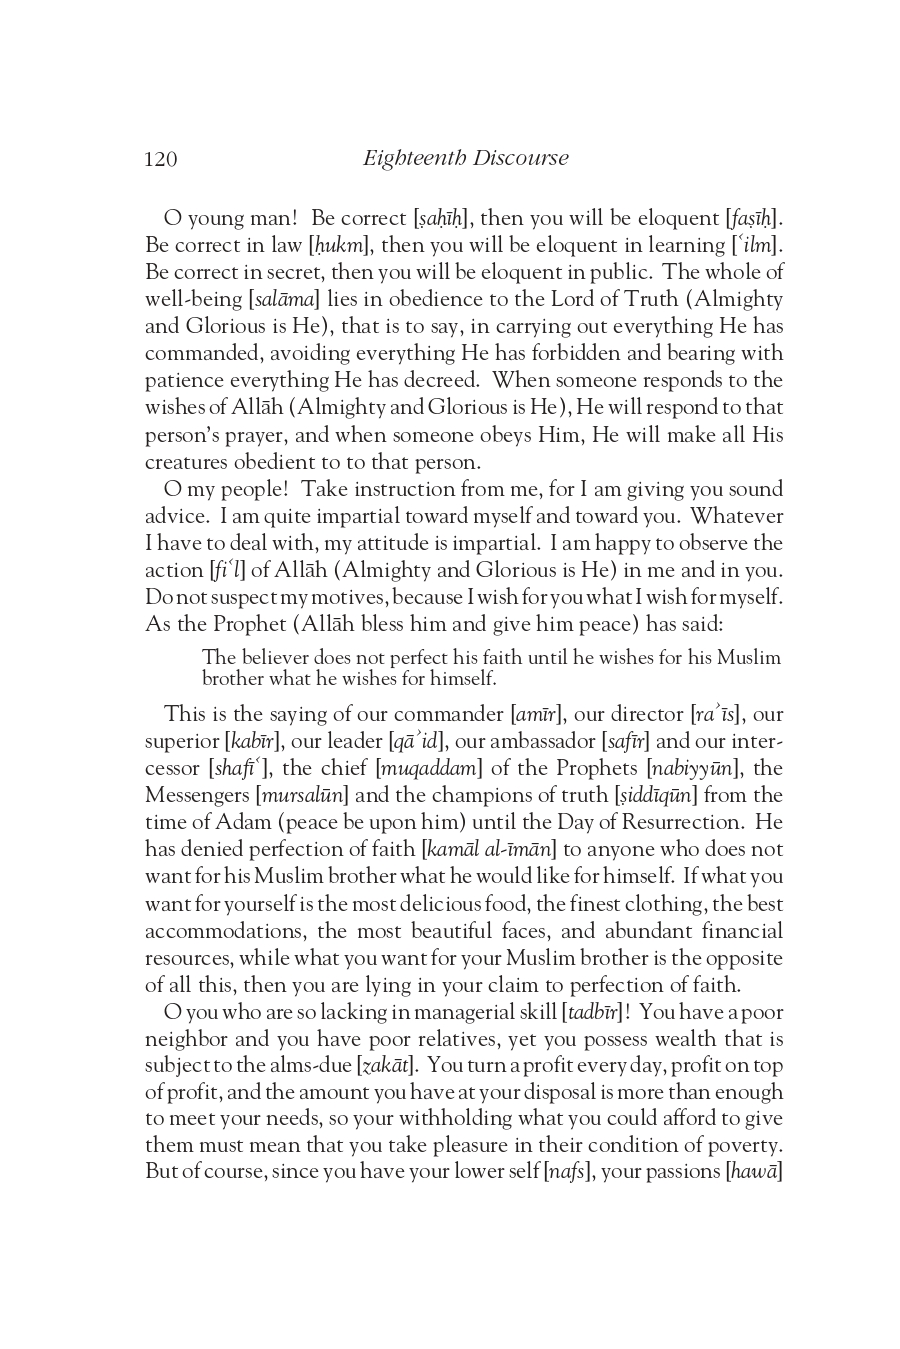 120 Eighteenth Discourse
O young man! Be correct [ṣaḥīḥ], then you will be eloquent [faṣīḥ].
Be correct in law [ḥukm], then you will be eloquent in learning [ʿilm].
Be correct in secret, then you will be eloquent in public. The whole of
well-being [salāma] lies in obedience to the Lord of Truth (Almighty
and Glorious is He), that is to say, in carrying out everything He has
commanded, avoiding everything He has forbidden and bearing with
patience everything He has decreed. When someone responds to the
wishes of Allāh (Almighty and Glorious is He), He will respond to that
person’s prayer, and when someone obeys Him, He will make all His
creatures obedient to to that person.
O my people! Take instruction from me, for I am giving you sound
advice. I am quite impartial toward myself and toward you. Whatever
I have to deal with, my attitude is impartial. I am happy to observe the
action [fiʿl] of Allāh (Almighty and Glorious is He) in me and in you.
Do not suspect my motives, because I wish for you what I wish for myself.
As the Prophet (Allāh bless him and give him peace) has said:
The believer does not perfect his faith until he wishes for his Muslim
brother what he wishes for himself.
This is the saying of our commander [amīr], our director [raʾīs], our
superior [kabīr], our leader [qāʾid], our ambassador [safīr] and our inter-
cessor [shafīʿ], the chief [muqaddam] of the Prophets [nabiyyūn], the
Messengers [mursalūn] and the champions of truth [ṣiddīqūn] from the
time of Adam (peace be upon him) until the Day of Resurrection. He
has denied perfection of faith [kamāl al-īmān] to anyone who does not
want for his Muslim brother what he would like for himself. If what you
want for yourself is the most delicious food, the finest clothing, the best
accommodations, the most beautiful faces, and abundant financial
resources, while what you want for your Muslim brother is the opposite
of all this, then you are lying in your claim to perfection of faith.
O you who are so lacking in managerial skill [tadbīr]! You have a poor
neighbor and you have poor relatives, yet you possess wealth that is
subject to the alms-due [zakāt]. You turn a profit every day, profit on top
of profit, and the amount you have at your disposal is more than enough
to meet your needs, so your withholding what you could afford to give
them must mean that you take pleasure in their condition of poverty.
But of course, since you have your lower self [nafs], your passions [hawā]